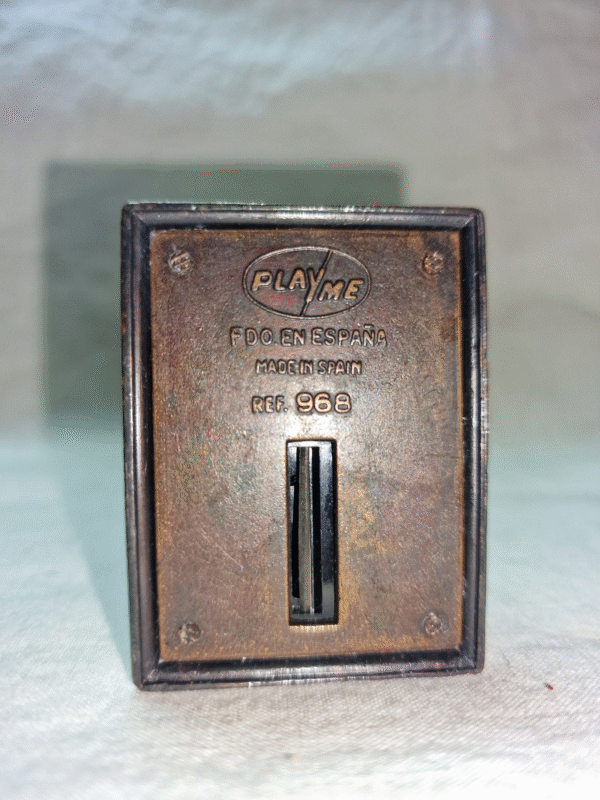 PLAYME
FDO EN ESPAÑA
MADE IN SPAIN
REF. 968